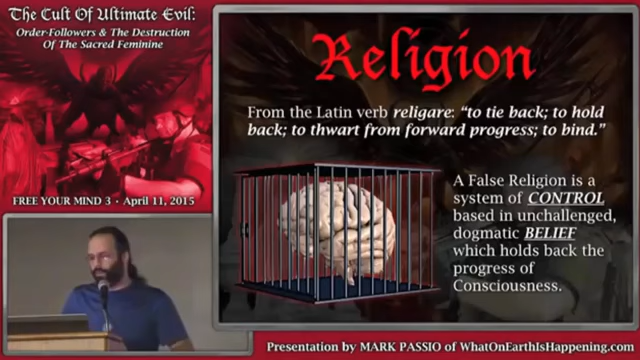 The Cult Of Ultimate Evil:
Order-Followers & The Destruction
Of The Sacred Feminine
FREE YOUR MIND 3 • April 11, 2015
Religion
From the Latin verb religare: “to tie back; to hold
back; to thwart from forward progress; to bind.”
A False Religion is a
system of CONTROL
based in unchallenged,
dogmatic BELIEF
which holds back the
progress of
Consciousness.
Presentation by MARK PASSIO of WhatOnEarthIsHappening.com